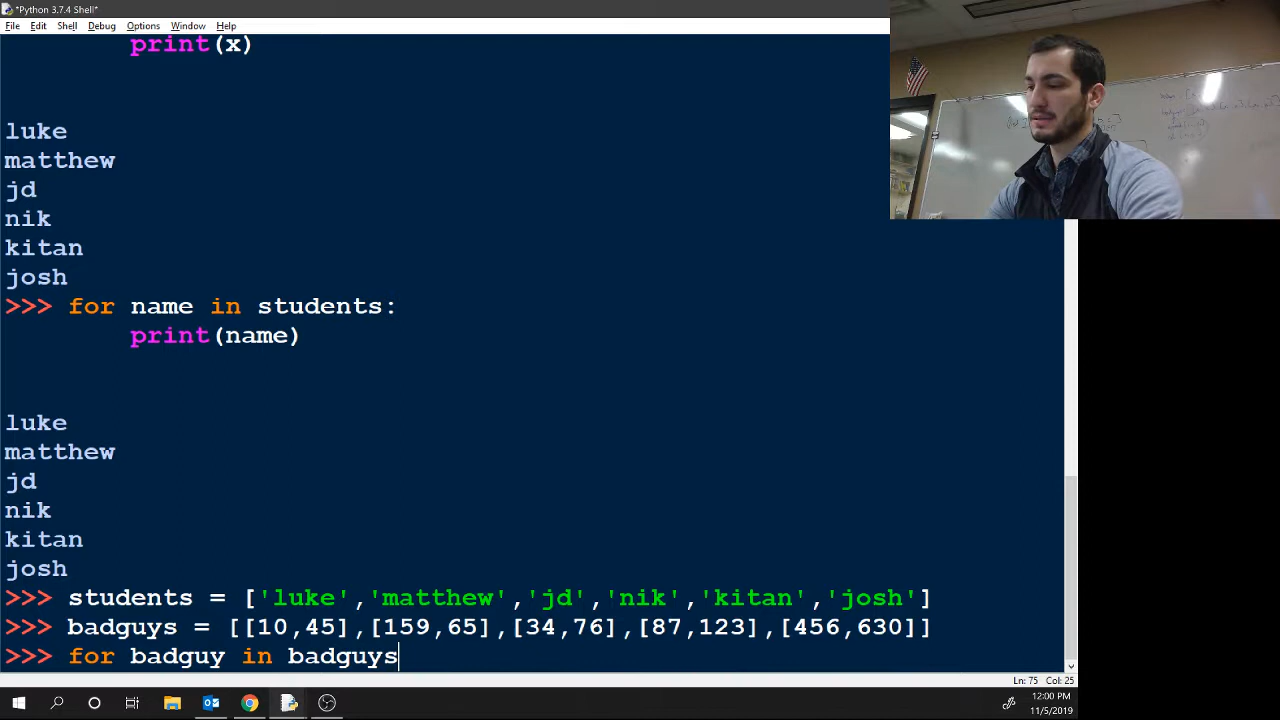 *Python 3.7.4 Shell*
File Edit Shell Debug Options Window Help
print(x)
luke
matthew
jd
nik
kitan
josh
>>> for name in students:
print(name)
luke
matthew
jd
nik
kitan
josh
>>> students = ['luke','matthew','jd','nik','kitan','josh']
>>> badguys = [[10,45],[159,65],[34,76],[87,123],[456,630]]
>>> for badguy in badguys
Ln: 75 Col: 25
12:00 PM
11/5/2019